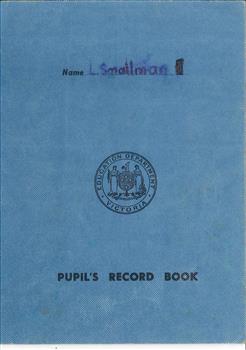 Name L. Smallman
EDUCATION DEPARTMENT
VICTORIA
PUPIL'S RECORD BOOK